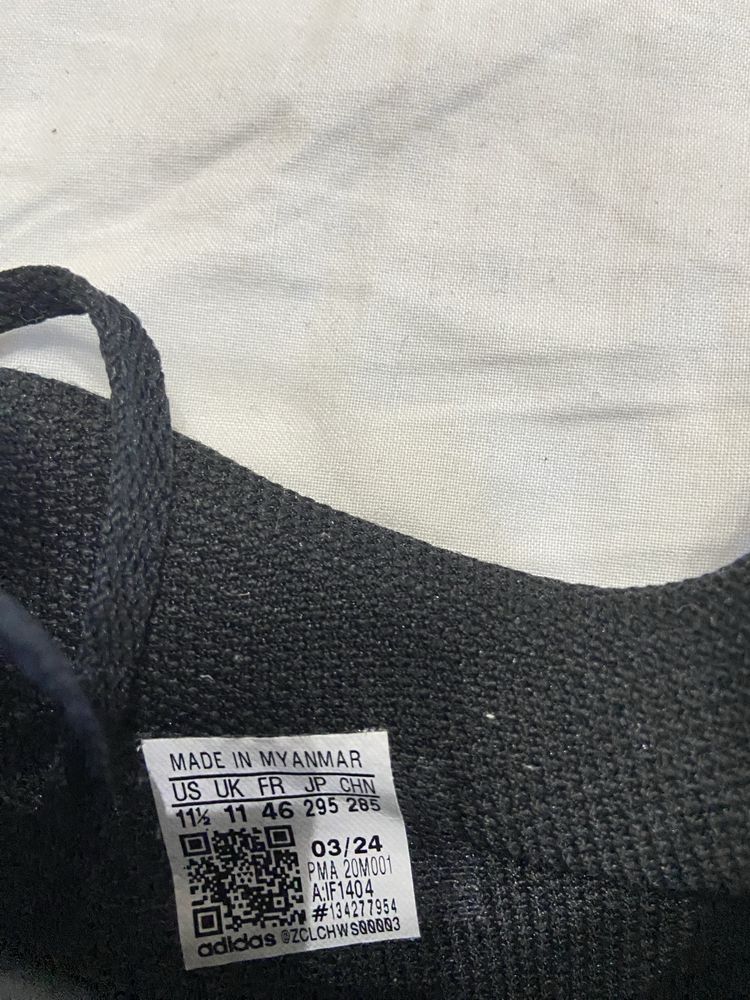 MADE IN MYANMAR
US UK FR JP CHN
11½ 11 46 295 285
03/24
PMA 20M001
A:IF1404
#134277954
adidas @ZCLCHWS00003